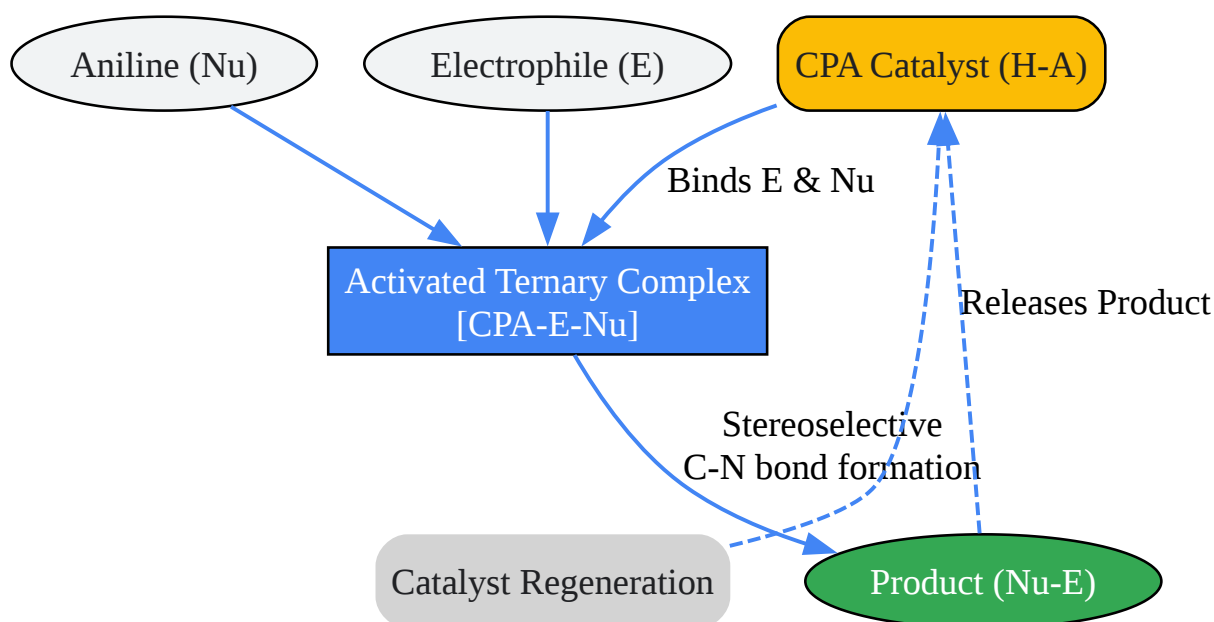 Aniline (Nu)
Electrophile (E)
CPA Catalyst (H-A)
Binds E & Nu
Activated Ternary Complex
[CPA-E-Nu]
Releases Product
Stereoselective
C-N bond formation
Catalyst Regeneration
Product (Nu-E)